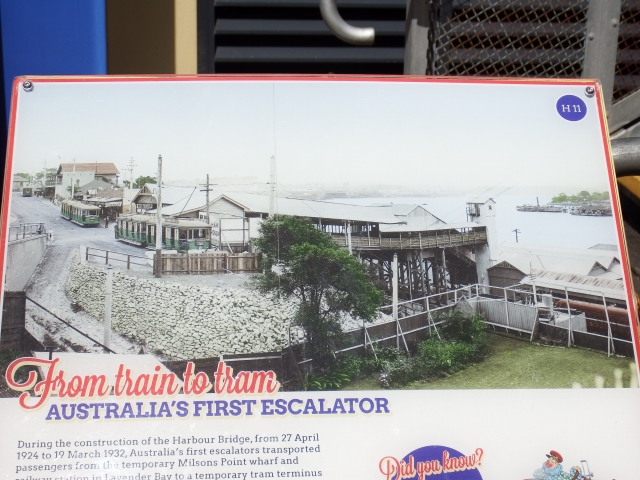 H 11
From train to tram
AUSTRALIA'S FIRST ESCALATOR
During the construction of the Harbour Bridge, from 27 April
1924 to 19 March 1932, Australia's first escalators transported
passengers from the temporary Milsons Point wharf and
railway station in Lavender Bay to a temporary tram terminus
Did you know?